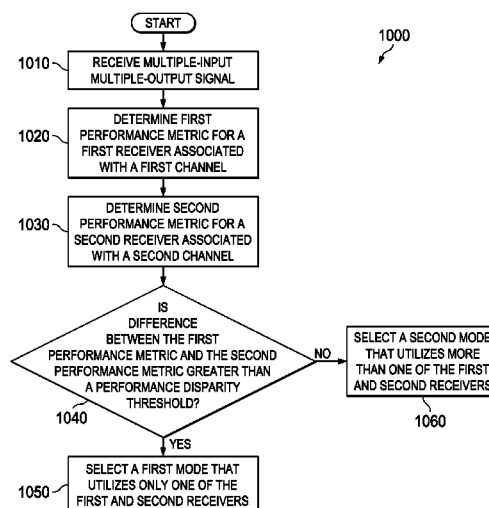 START
1000
1010
RECEIVE MULTIPLE-INPUT
MULTIPLE-OUTPUT SIGNAL
1020
DETERMINE FIRST
PERFORMANCE METRIC FOR
A FIRST RECEIVER ASSOCIATED
WITH A FIRST CHANNEL
1030
DETERMINE SECOND
PERFORMANCE METRIC FOR A
SECOND RECEIVER ASSOCIATED
WITH A SECOND CHANNEL
IS
DIFFERENCE
BETWEEN THE FIRST
PERFORMANCE METRIC AND THE SECOND
PERFORMANCE METRIC GREATER THAN
A PERFORMANCE DISPARITY
THRESHOLD?
1040
NO
SELECT A SECOND MODE
THAT UTILIZES MORE
THAN ONE OF THE FIRST
AND SECOND RECEIVERS
1060
YES
1050
SELECT A FIRST MODE THAT
UTILIZES ONLY ONE OF THE
FIRST AND SECOND RECEIVERS